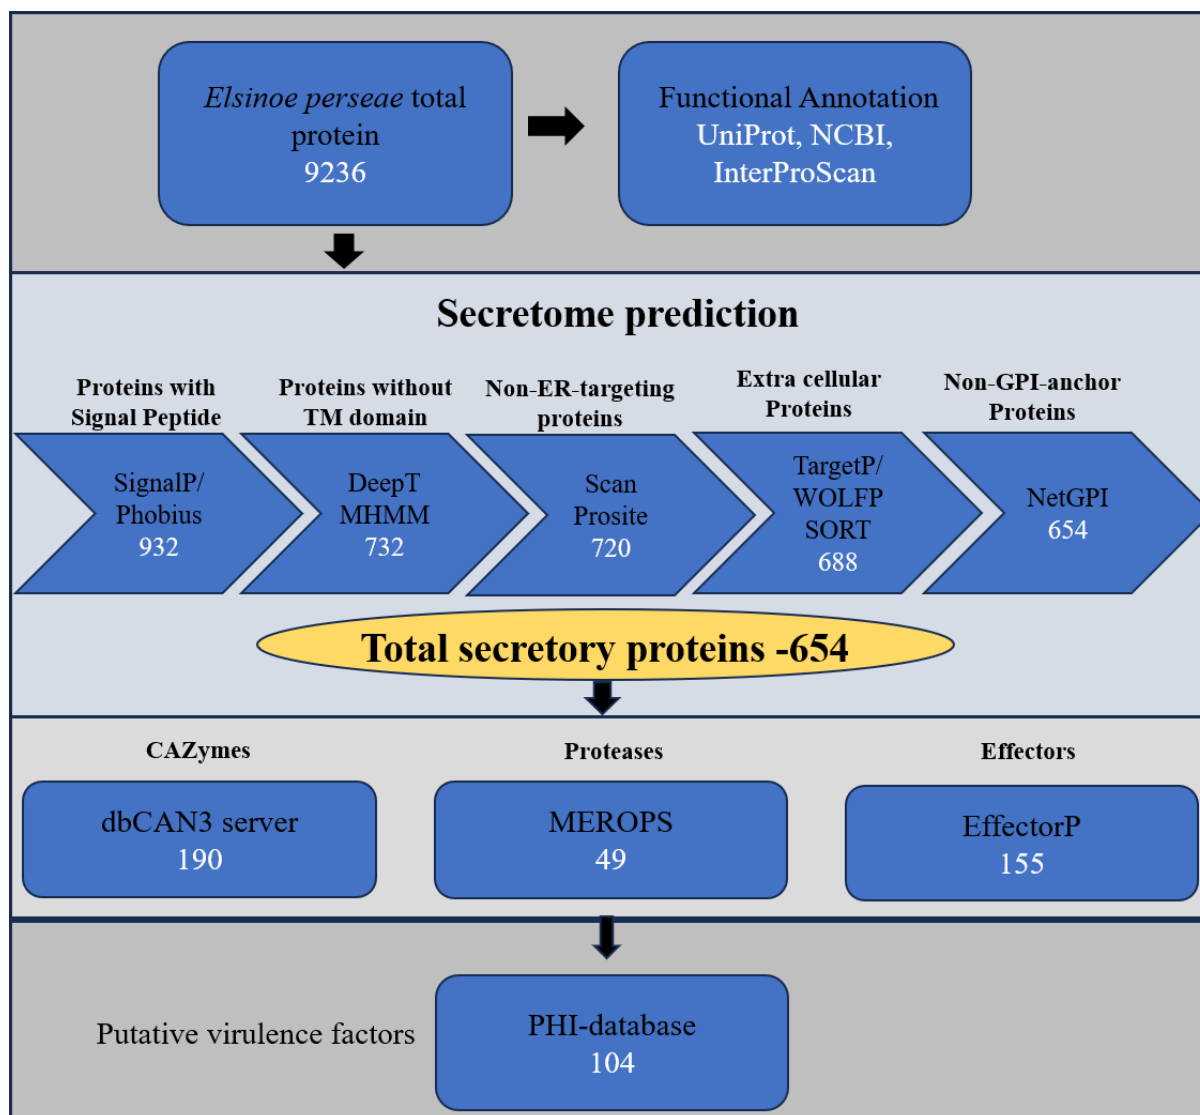 Elsinoe perseae total
protein
9236
Functional Annotation
UniProt, NCBI,
InterProScan
Secretome prediction
Proteins with
Signal Peptide
Proteins without
TM domain
Non-ER-targeting
proteins
Extra cellular
Proteins
Non-GPI-anchor
Proteins
SignalP/
Phobius
932
DeepT
MHMM
732
Scan
Prosite
720
TargetP/
WOLFP
SORT
688
NetGPI
654
Total secretory proteins -654
CAZymes
Proteases
Effectors
dbCAN3 server
190
MEROPS
49
EffectorP
155
Putative virulence factors
PHI-database
104